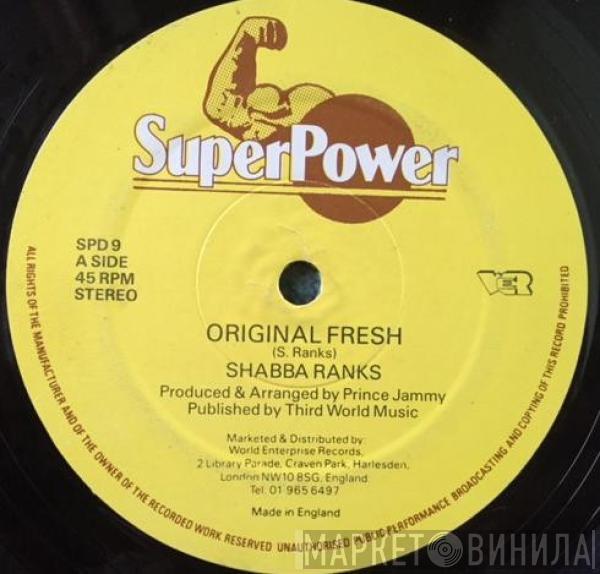 SuperPower
SPD 9
A SIDE
45 RPM
STEREO
WER
ORIGINAL FRESH
(S. Ranks)
SHABBA RANKS
Produced & Arranged by Prince Jammy
Published by Third World Music
Marketed & Distributed by:
World Enterprise Records,
2 Library Parade, Craven Park, Harlesden,
London NW10 8SG, England.
Tel. 01 965 6497
Made in England
ALL RIGHTS OF THE MANUFACTURER AND OF THE OWNER OF THE RECORDED WORK RESERVED UNAUTHORISED PUBLIC PERFORMANCE BROADCASTING AND COPYING OF THIS RECORD PROHIBITED
МАРКЕТ ВИНИЛА